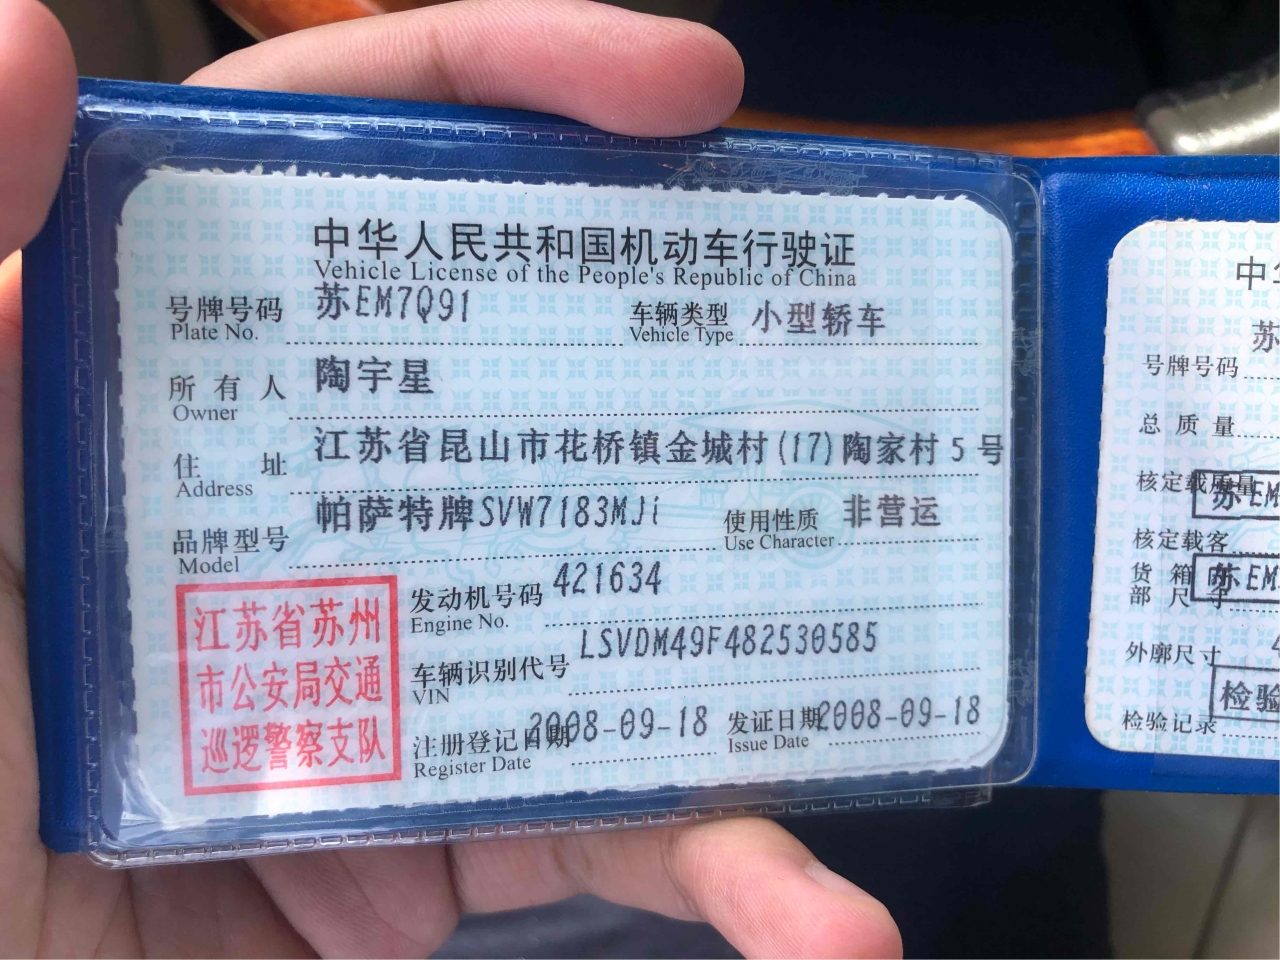 中华人民共和国机动车行驶证
Vehicle License of the People's Republic of China
号牌号码 苏EM7Q91 车辆类型 小型轿车
Plate No. Vehicle Type
所有人 陶宇星
Owner
住址 江苏省昆山市花桥镇金城村(17)陶家村5号
Address
品牌型号 帕萨特牌SVW7183MJi 使用性质 非营运
Model Use Character
江苏省苏州
市公安局交通
巡逻警察支队
发动机号码 421634
Engine No.
车辆识别代号 LSVDM49F482530585
VIN
注册登记日期 2008-09-18 发证日期 2008-09-18
Register Date Issue Date
中
苏
号牌号码
总质量
核定载质量
苏EM
核定载客
货箱内
部尺寸
苏EM
外廓尺寸
检验
检验记录